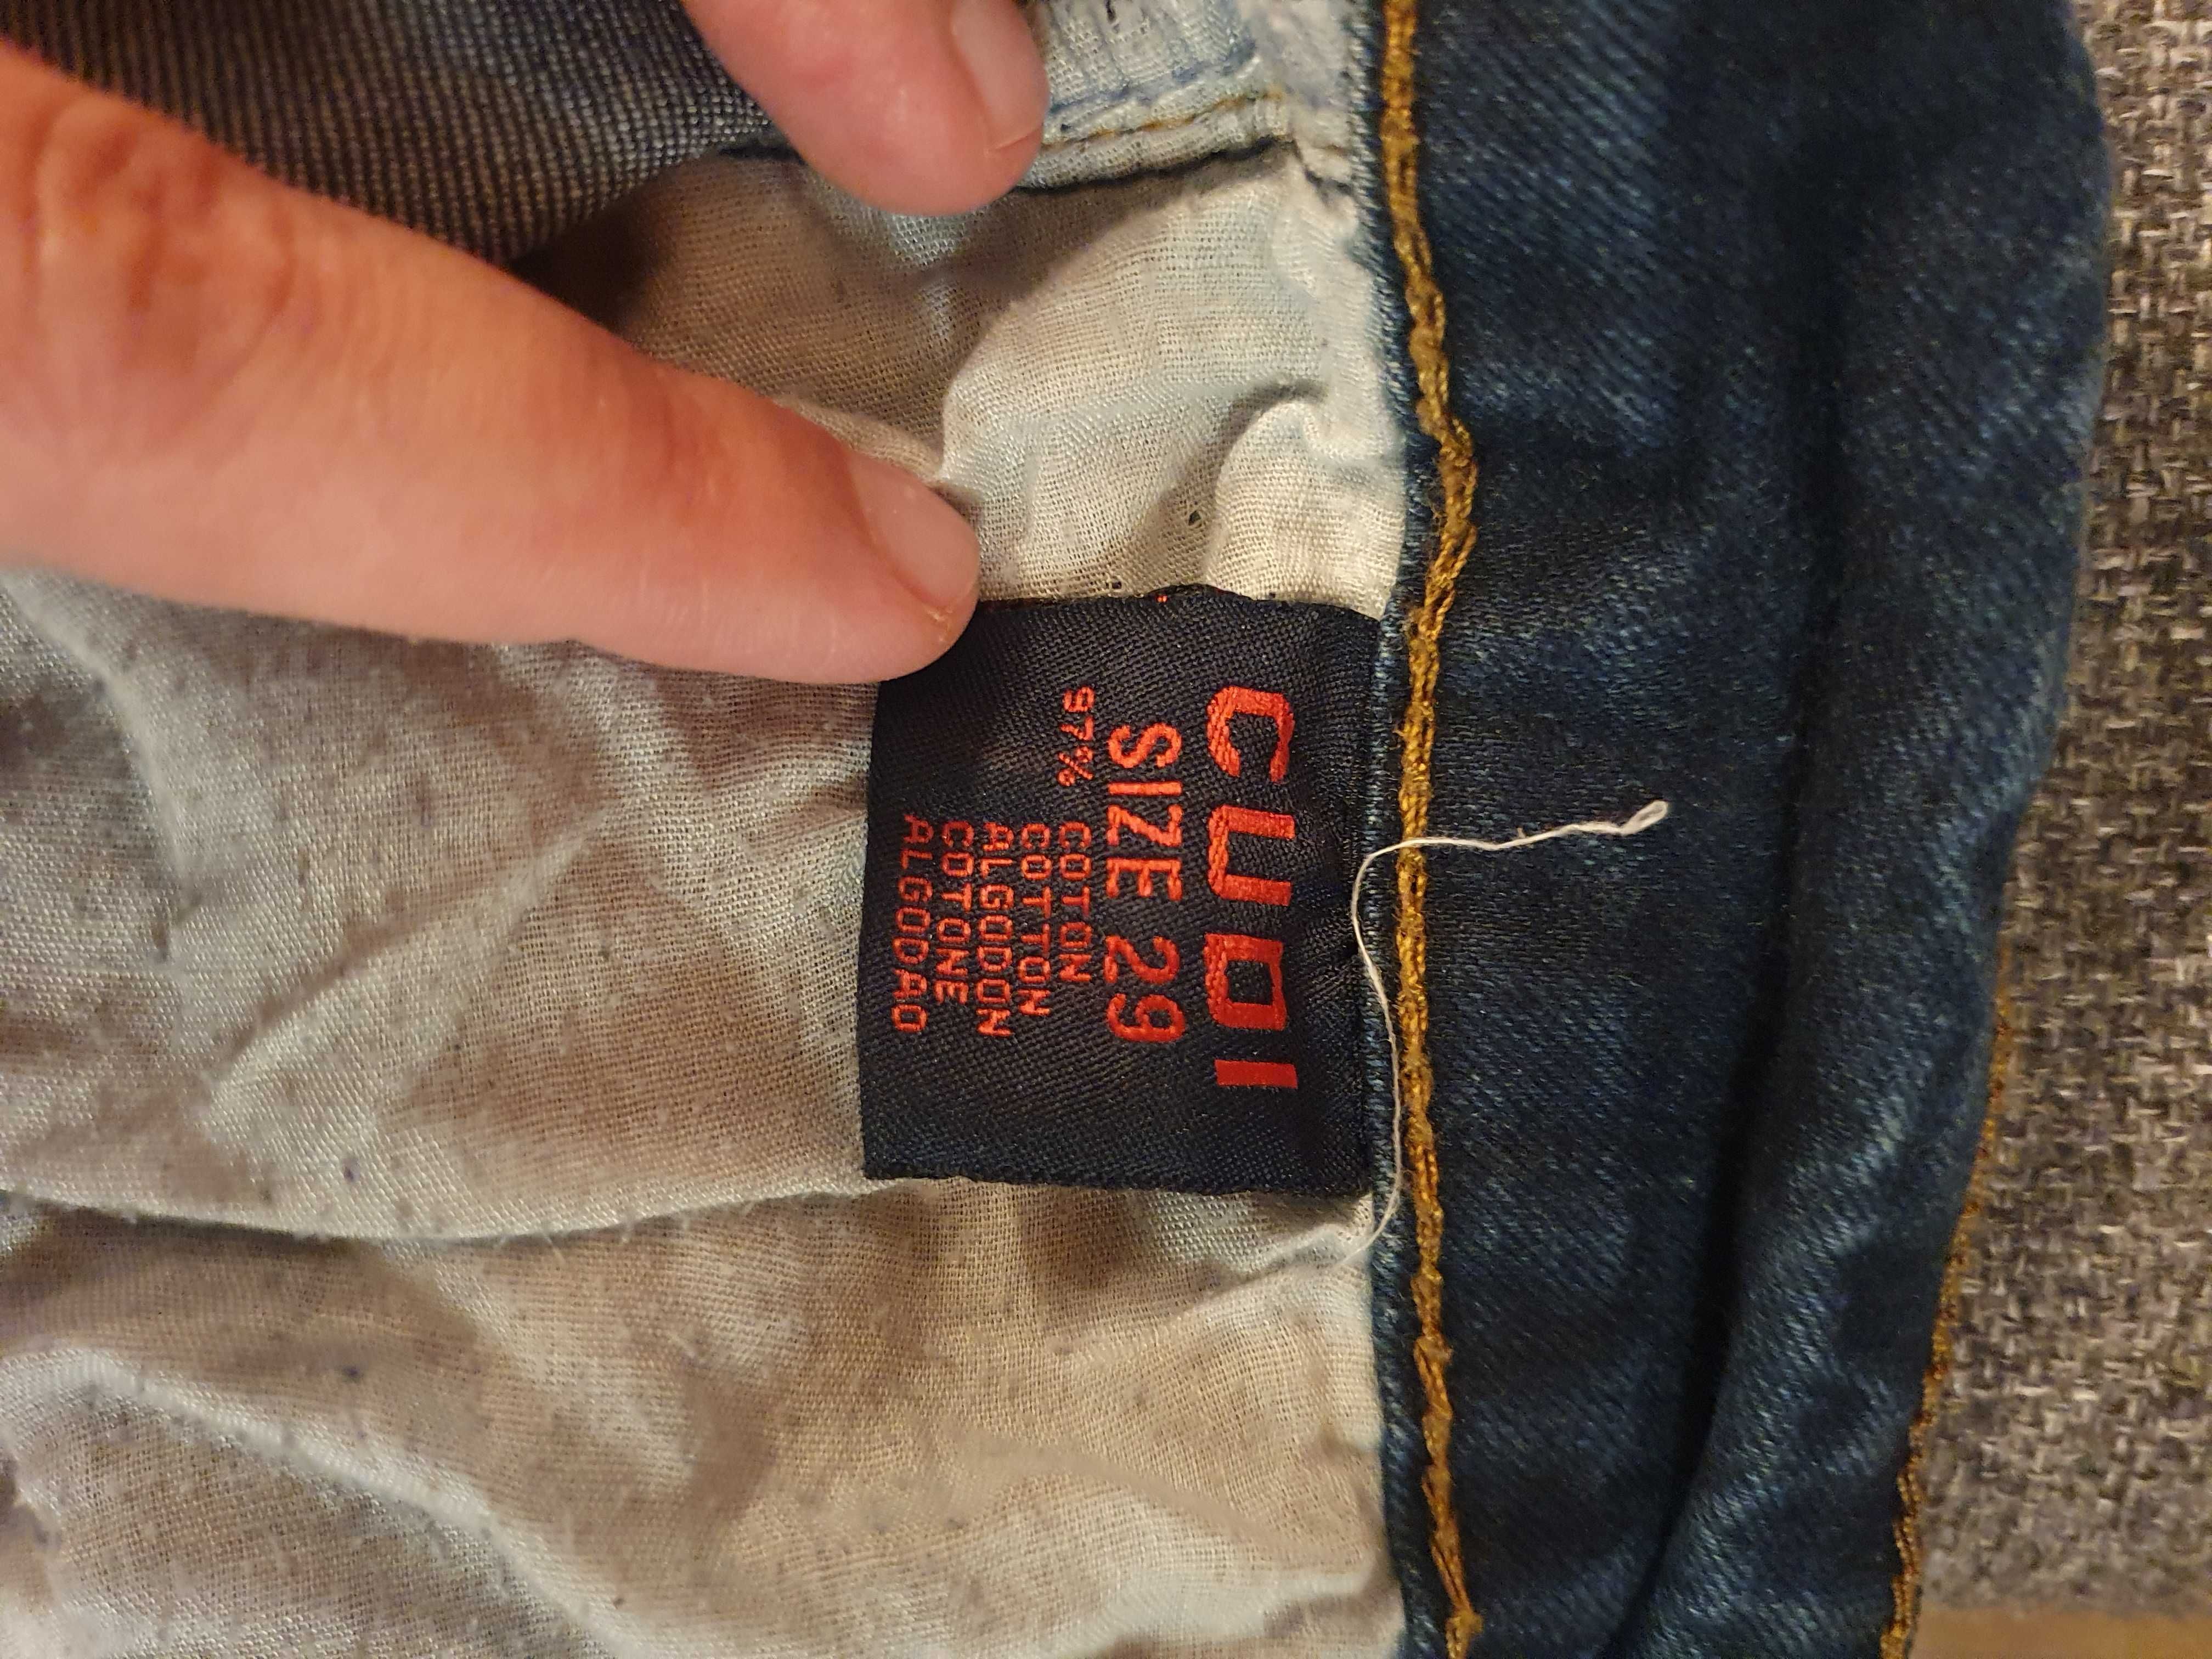 CUDI
SIZE 29
97% COTON
COTTON
ALGODON
COTONE
ALGODAO